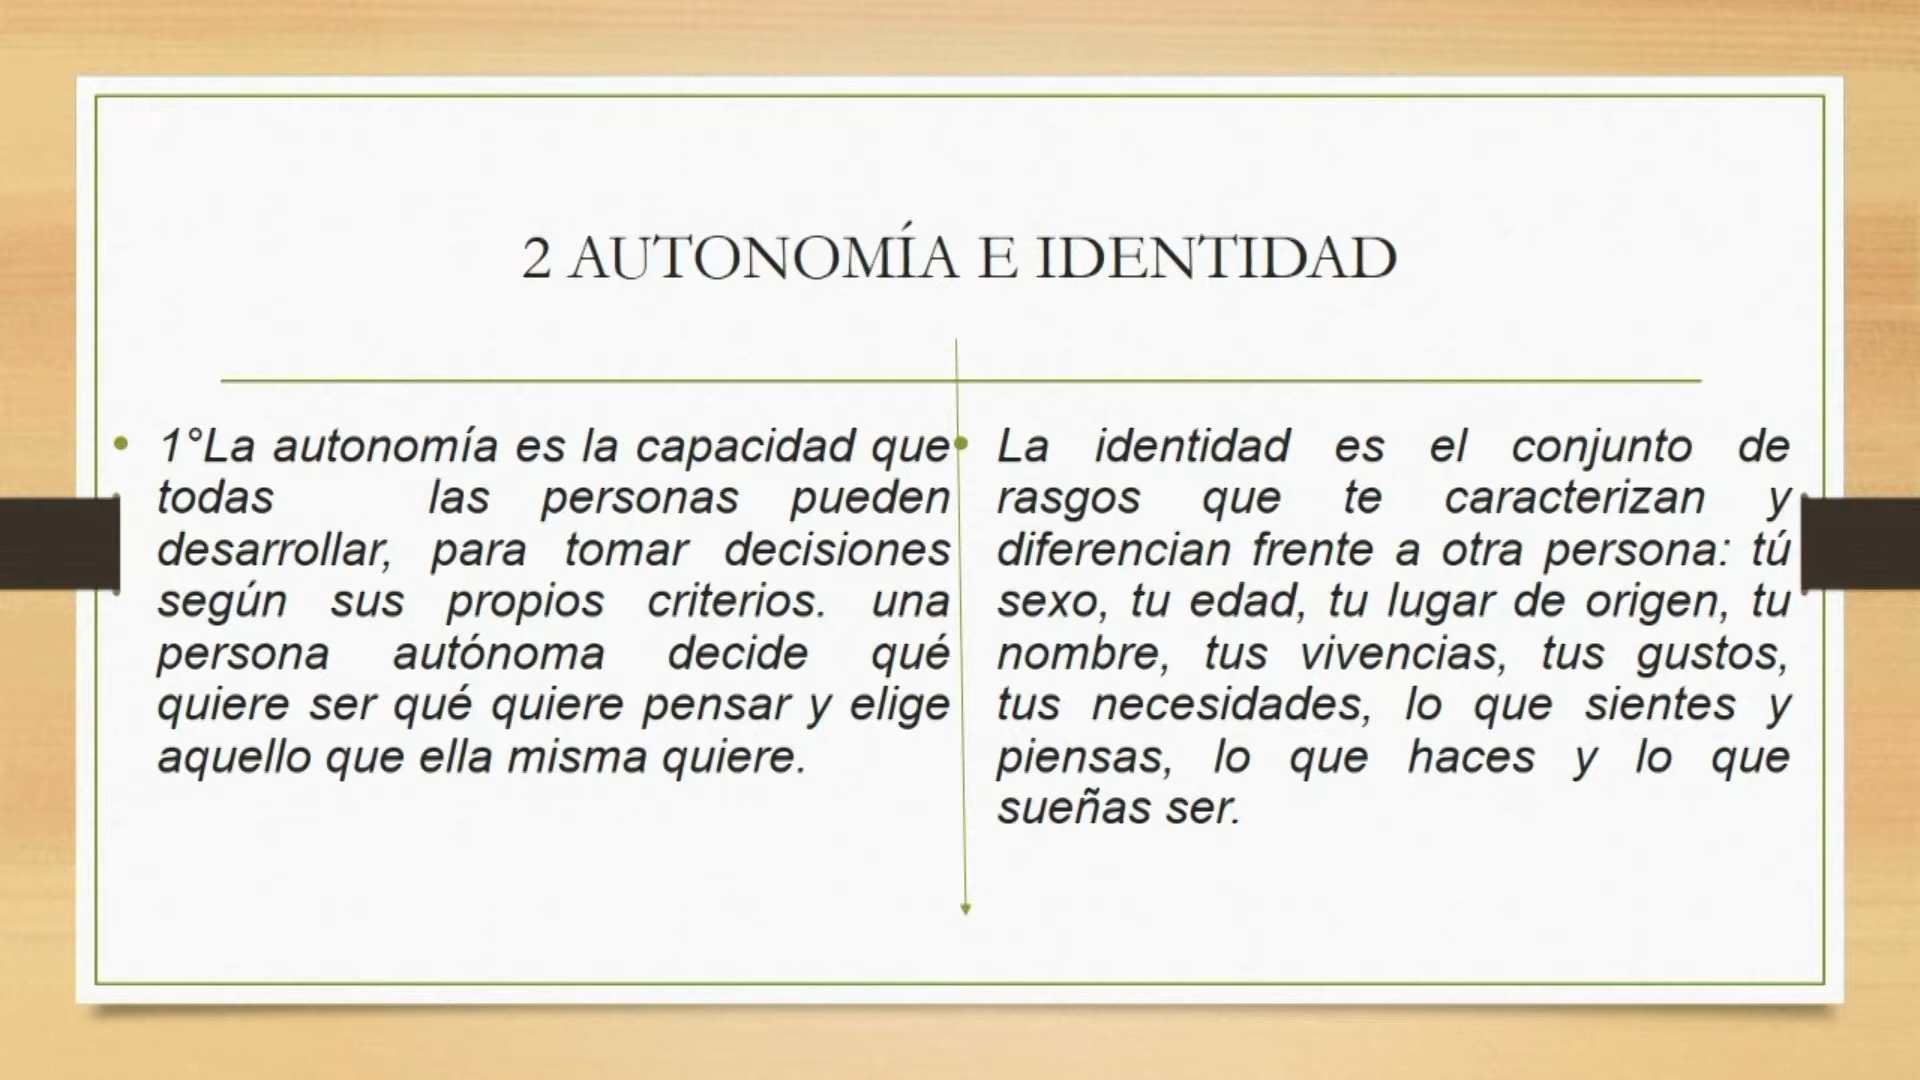 2 AUTONOMÍA E IDENTIDAD
1°La autonomía es la capacidad que
todas las personas pueden
desarrollar, para tomar decisiones
según sus propios criterios. una
persona autónoma decide qué
quiere ser qué quiere pensar y elige
aquello que ella misma quiere.
La identidad es el conjunto de
rasgos que te caracterizan y
diferencian frente a otra persona: tú
sexo, tu edad, tu lugar de origen, tu
nombre, tus vivencias, tus gustos,
tus necesidades, lo que sientes y
piensas, lo que haces y lo que
sueñas ser.